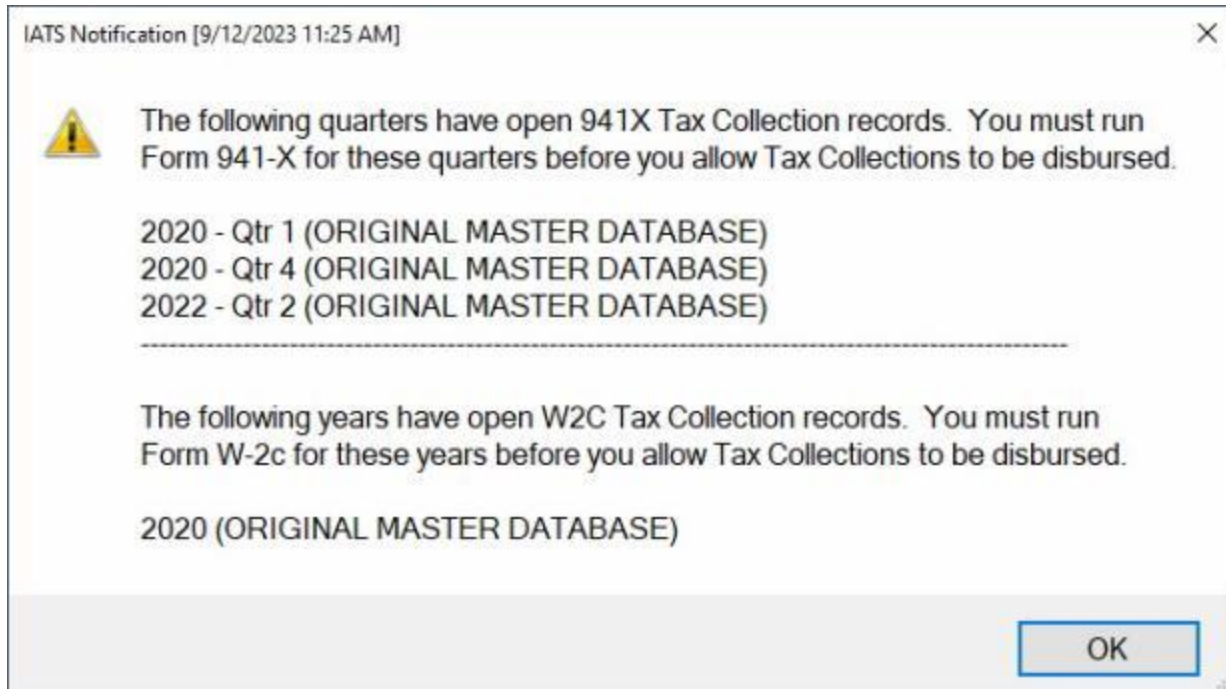 IATS Notification [9/12/2023 11:25 AM]
The following quarters have open 941X Tax Collection records.  You must run
Form 941-X for these quarters before you allow Tax Collections to be disbursed.
2020 - Qtr 1 (ORIGINAL MASTER DATABASE)
2020 - Qtr 4 (ORIGINAL MASTER DATABASE)
2022 - Qtr 2 (ORIGINAL MASTER DATABASE)
----------------------------------------------------------------------------------------------------
The following years have open W2C Tax Collection records.  You must run
Form W-2c for these years before you allow Tax Collections to be disbursed.
2020 (ORIGINAL MASTER DATABASE)
OK